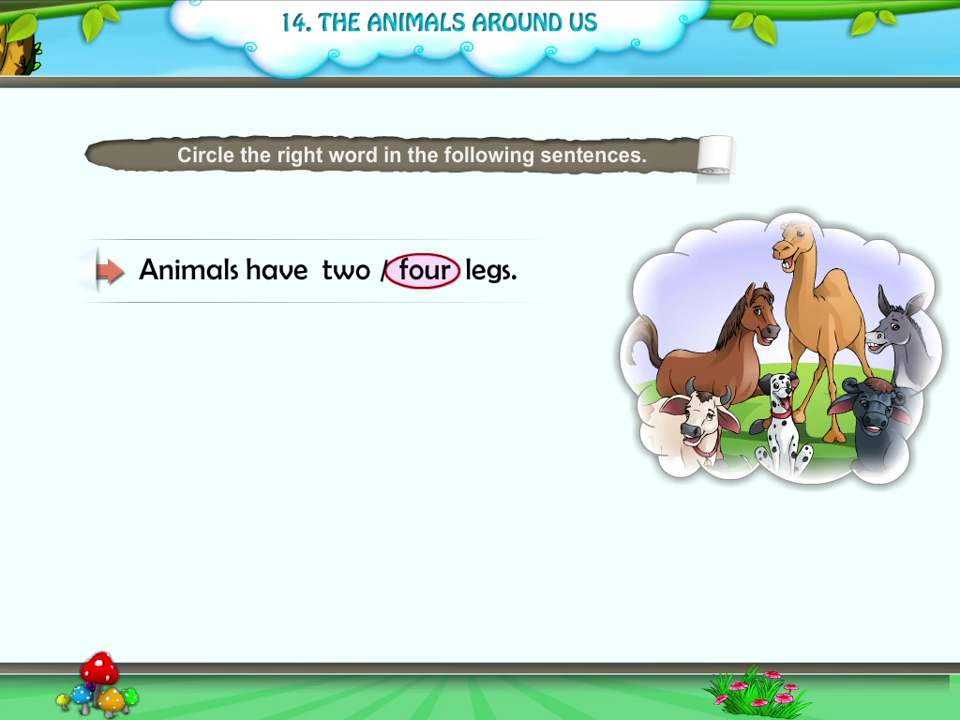 14. THE ANIMALS AROUND US
Circle the right word in the following sentences.
Animals have two / four legs.